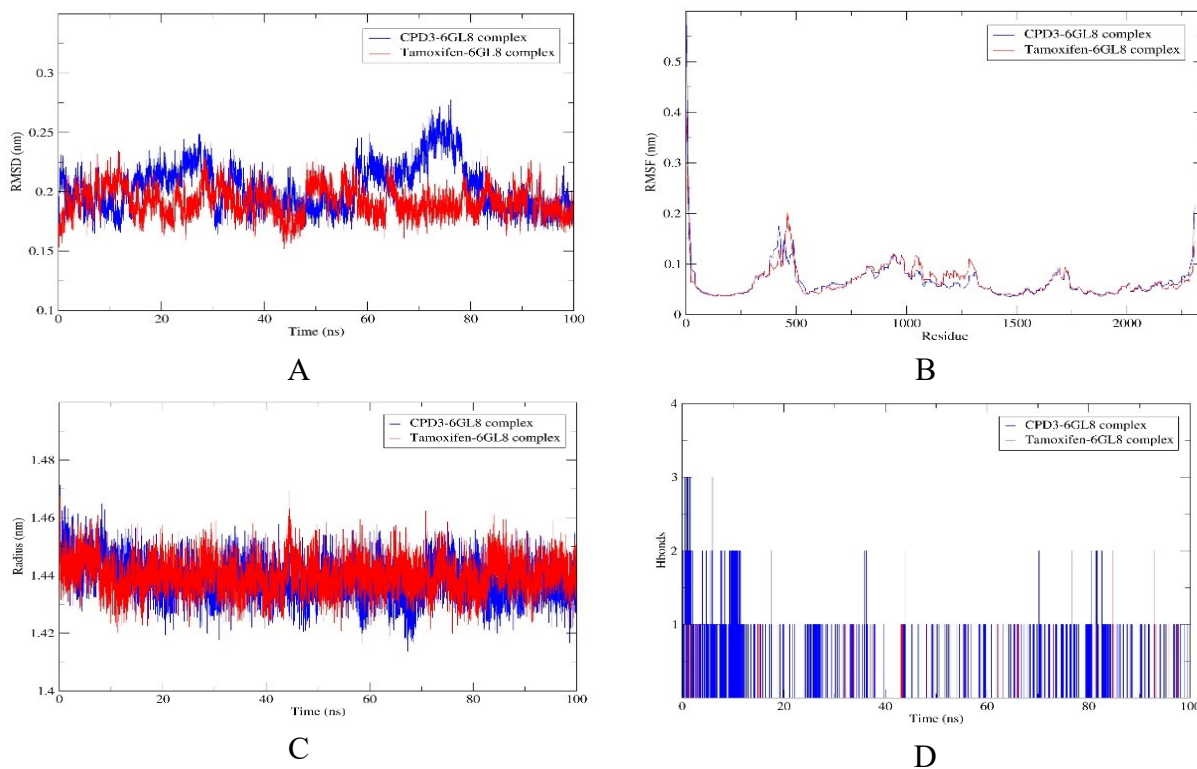 CPD3-6GL8 complex
Tamoxifen-6GL8 complex
0.3
0.25
0.2
0.15
0.1
RMSD (nm)
0 20 40 60 80 100
Time (ns)
A
CPD3-6GL8 complex
Tamoxifen-6GL8 complex
0.5
0.4
0.3
0.2
0.1
0
RMSF (nm)
0 500 1000 1500 2000
Residue
B
CPD3-6GL8 complex
Tamoxifen-6GL8 complex
1.48
1.46
1.44
1.42
1.4
Radius (nm)
0 20 40 60 80 100
Time (ns)
C
CPD3-6GL8 complex
Tamoxifen-6GL8 complex
4
3
2
1
Hbonds
0 20 40 60 80 100
Time (ns)
D